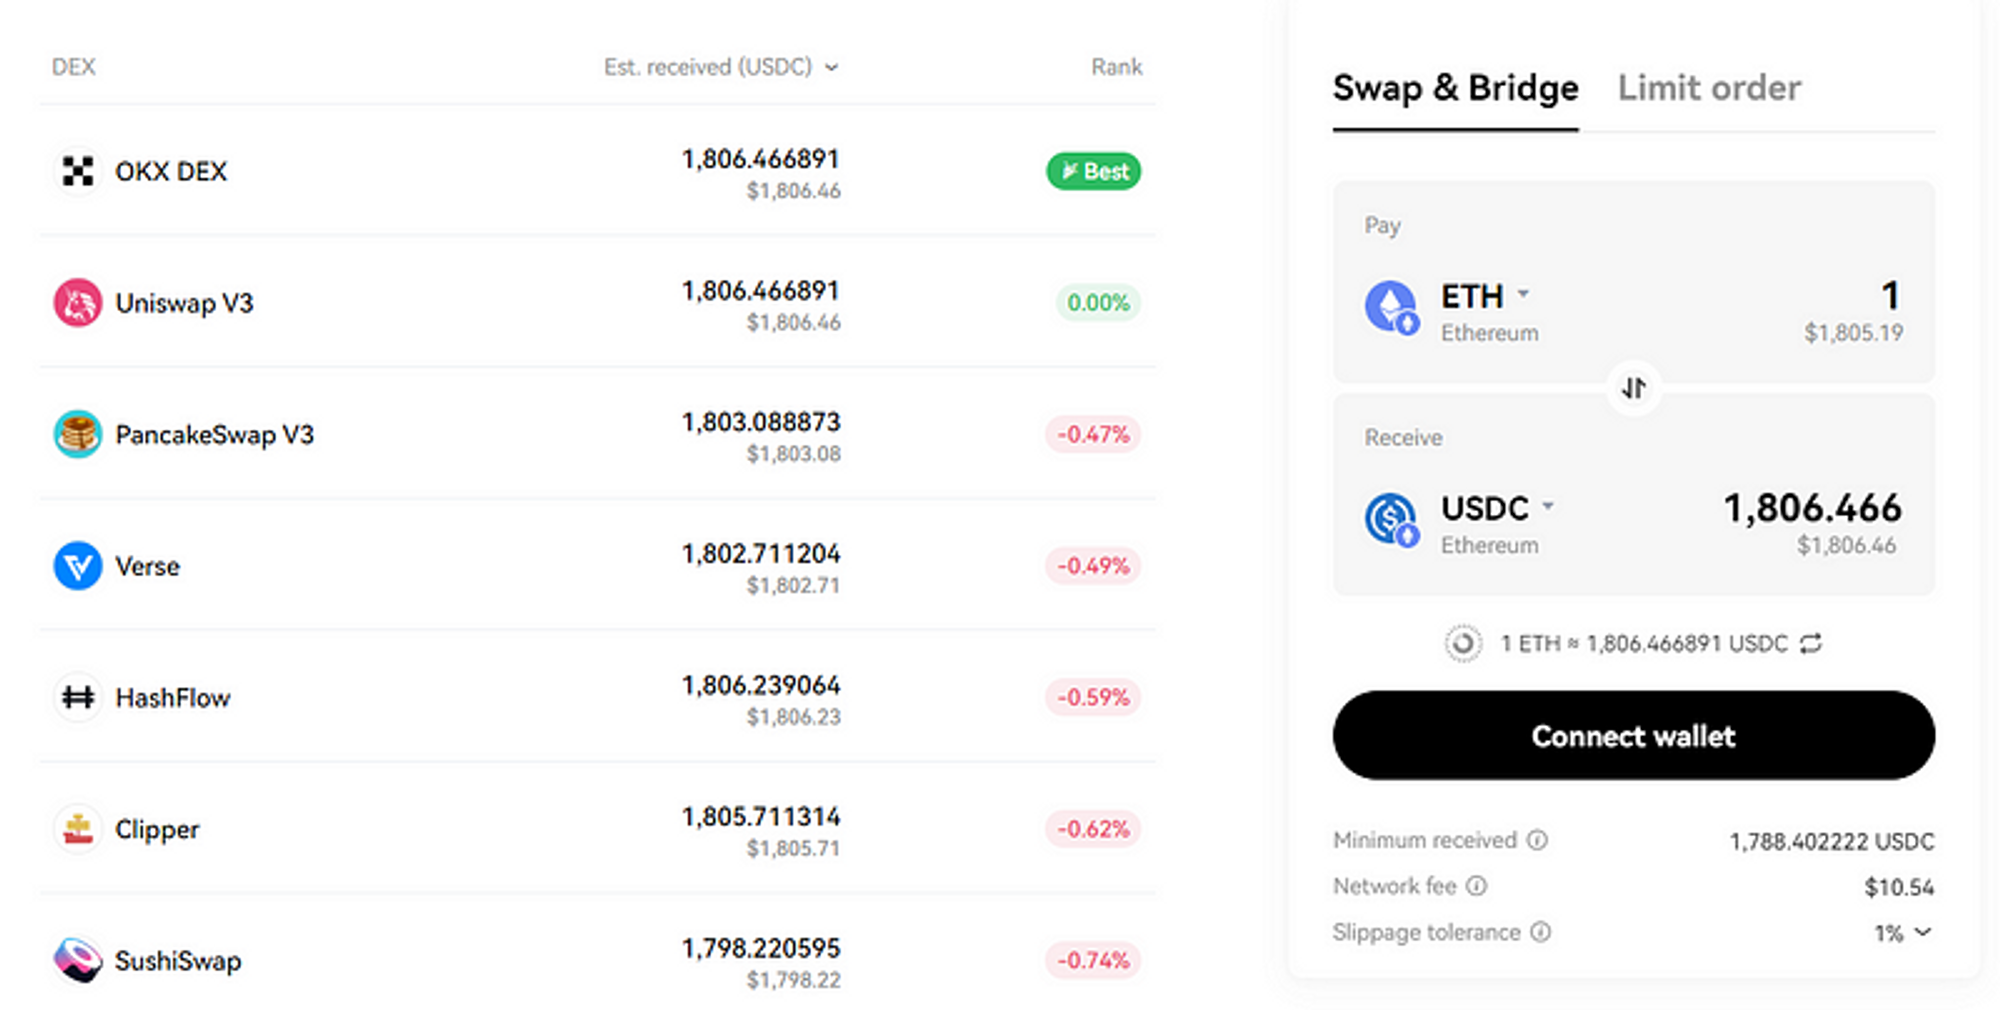 DEX Est. received (USDC) Rank
OKX DEX 1,806.466891 Best
$1,806.46
Uniswap V3 1,806.466891 0.00%
$1,806.46
PancakeSwap V3 1,803.088873 -0.47%
$1,803.08
Verse 1,802.711204 -0.49%
$1,802.71
HashFlow 1,806.239064 -0.59%
$1,806.23
Clipper 1,805.711314 -0.62%
$1,805.71
SushiSwap 1,798.220595 -0.74%
$1,798.22
Swap & Bridge Limit order
Pay
ETH 1
Ethereum $1,805.19
Receive
USDC 1,806.466
Ethereum $1,806.46
1 ETH ≈ 1,806.466891 USDC
Connect wallet
Minimum received 1,788.402222 USDC
Network fee $10.54
Slippage tolerance 1%